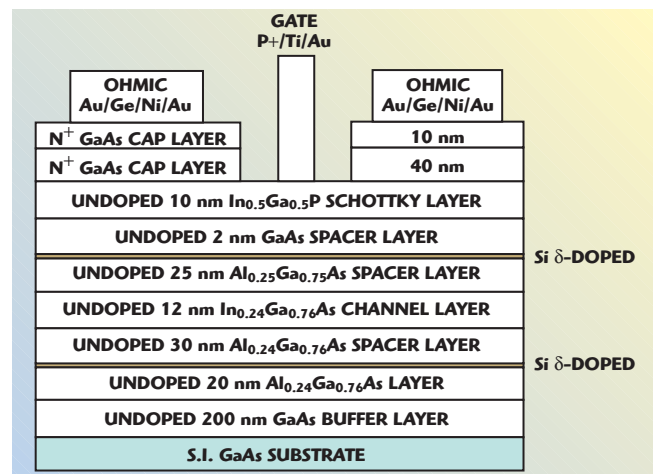 GATE
P+/Ti/Au
OHMIC
Au/Ge/Ni/Au
OHMIC
Au/Ge/Ni/Au
N⁺ GaAs CAP LAYER
10 nm
N⁺ GaAs CAP LAYER
40 nm
UNDOPED 10 nm In₀.₅Ga₀.₅P SCHOTTKY LAYER
UNDOPED 2 nm GaAs SPACER LAYER
Si δ-DOPED
UNDOPED 25 nm Al₀.₂₅Ga₀.₇₅As SPACER LAYER
UNDOPED 12 nm In₀.₂₄Ga₀.₇₆As CHANNEL LAYER
UNDOPED 30 nm Al₀.₂₄Ga₀.₇₆As SPACER LAYER
Si δ-DOPED
UNDOPED 20 nm Al₀.₂₄Ga₀.₇₆As LAYER
UNDOPED 200 nm GaAs BUFFER LAYER
S.I. GaAs SUBSTRATE